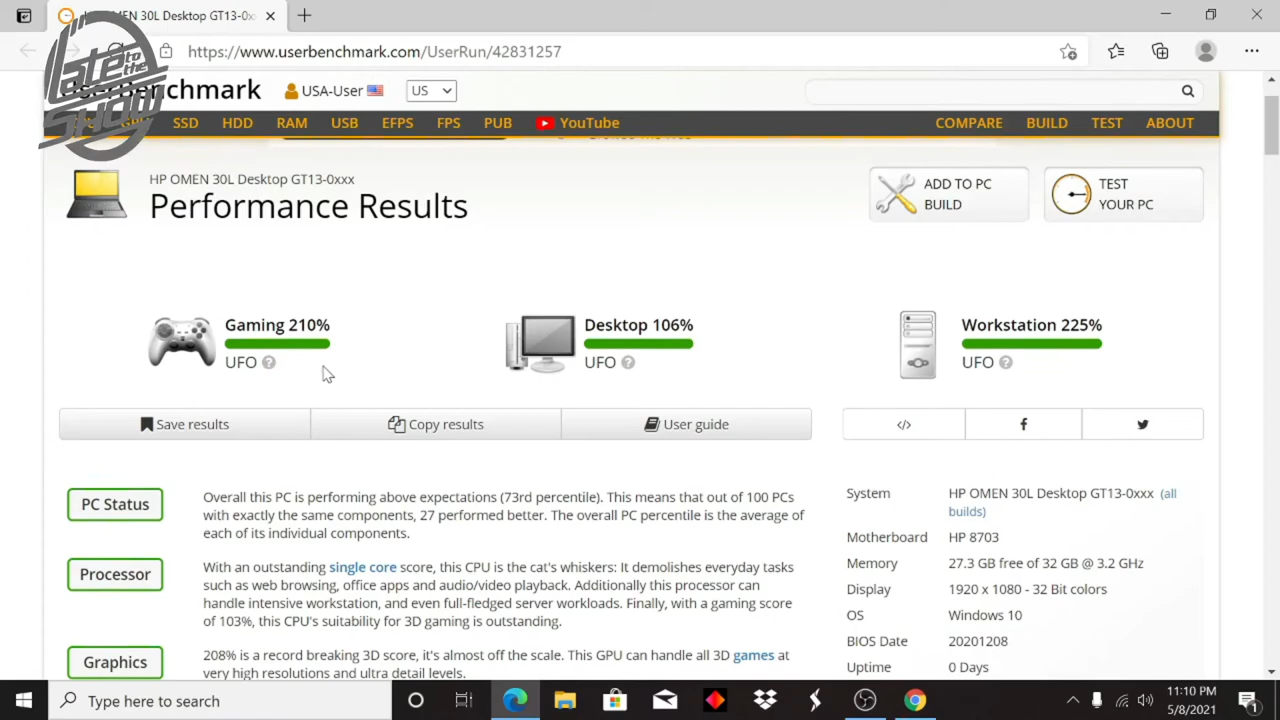 HP OMEN 30L Desktop GT13-0x
https://www.userbenchmark.com/UserRun/42831257
Late to the Show
UserBenchmark
USA-User
US
SSD HDD RAM USB EFPS FPS PUB YouTube COMPARE BUILD TEST ABOUT
HP OMEN 30L Desktop GT13-0xxx
Performance Results
ADD TO PC
BUILD
TEST
YOUR PC
Gaming 210%
UFO ?
Desktop 106%
UFO ?
Workstation 225%
UFO ?
Save results
Copy results
User guide
</>
PC Status
Overall this PC is performing above expectations (73rd percentile). This means that out of 100 PCs
with exactly the same components, 27 performed better. The overall PC percentile is the average of
each of its individual components.
Processor
With an outstanding single core score, this CPU is the cat's whiskers: It demolishes everyday tasks
such as web browsing, office apps and audio/video playback. Additionally this processor can
handle intensive workstation, and even full-fledged server workloads. Finally, with a gaming score
of 103%, this CPU's suitability for 3D gaming is outstanding.
Graphics
208% is a record breaking 3D score, it's almost off the scale. This GPU can handle all 3D games at
very high resolutions and ultra detail levels.
System HP OMEN 30L Desktop GT13-0xxx (all
builds)
Motherboard HP 8703
Memory 27.3 GB free of 32 GB @ 3.2 GHz
Display 1920 x 1080 - 32 Bit colors
OS Windows 10
BIOS Date 20201208
Uptime 0 Days
Type here to search
11:10 PM
5/8/2021
1